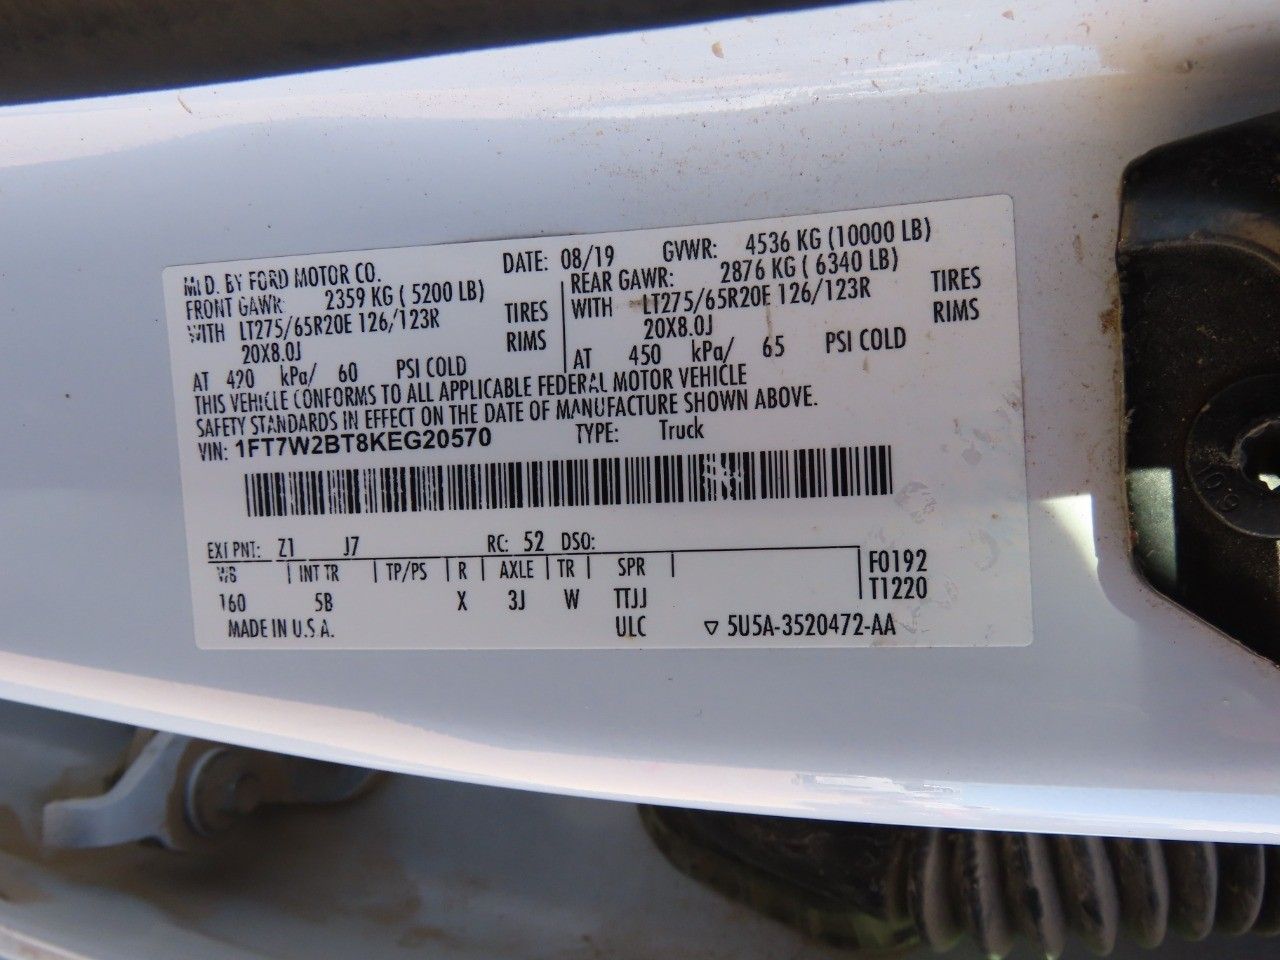 MFD. BY FORD MOTOR CO. DATE: 08/19 GVWR: 4536 KG (10000 LB)
FRONT GAWR: 2359 KG ( 5200 LB) REAR GAWR: 2876 KG ( 6340 LB)
WITH LT275/65R20E 126/123R TIRES WITH LT275/65R20E 126/123R TIRES
20X8.0J RIMS 20X8.0J RIMS
AT 420 kPa/ 60 PSI COLD AT 450 kPa/ 65 PSI COLD
THIS VEHICLE CONFORMS TO ALL APPLICABLE FEDERAL MOTOR VEHICLE
SAFETY STANDARDS IN EFFECT ON THE DATE OF MANUFACTURE SHOWN ABOVE.
VIN: 1FT7W2BT8KEG20570 TYPE: Truck
EXT PNT: Z1 J7 RC: 52 DSO:
WB INT TR TP/PS R AXLE TR SPR F0192
160 5B X 3J W TTJJ T1220
MADE IN U.S.A. ULC ▽ 5U5A-3520472-AA
10.9